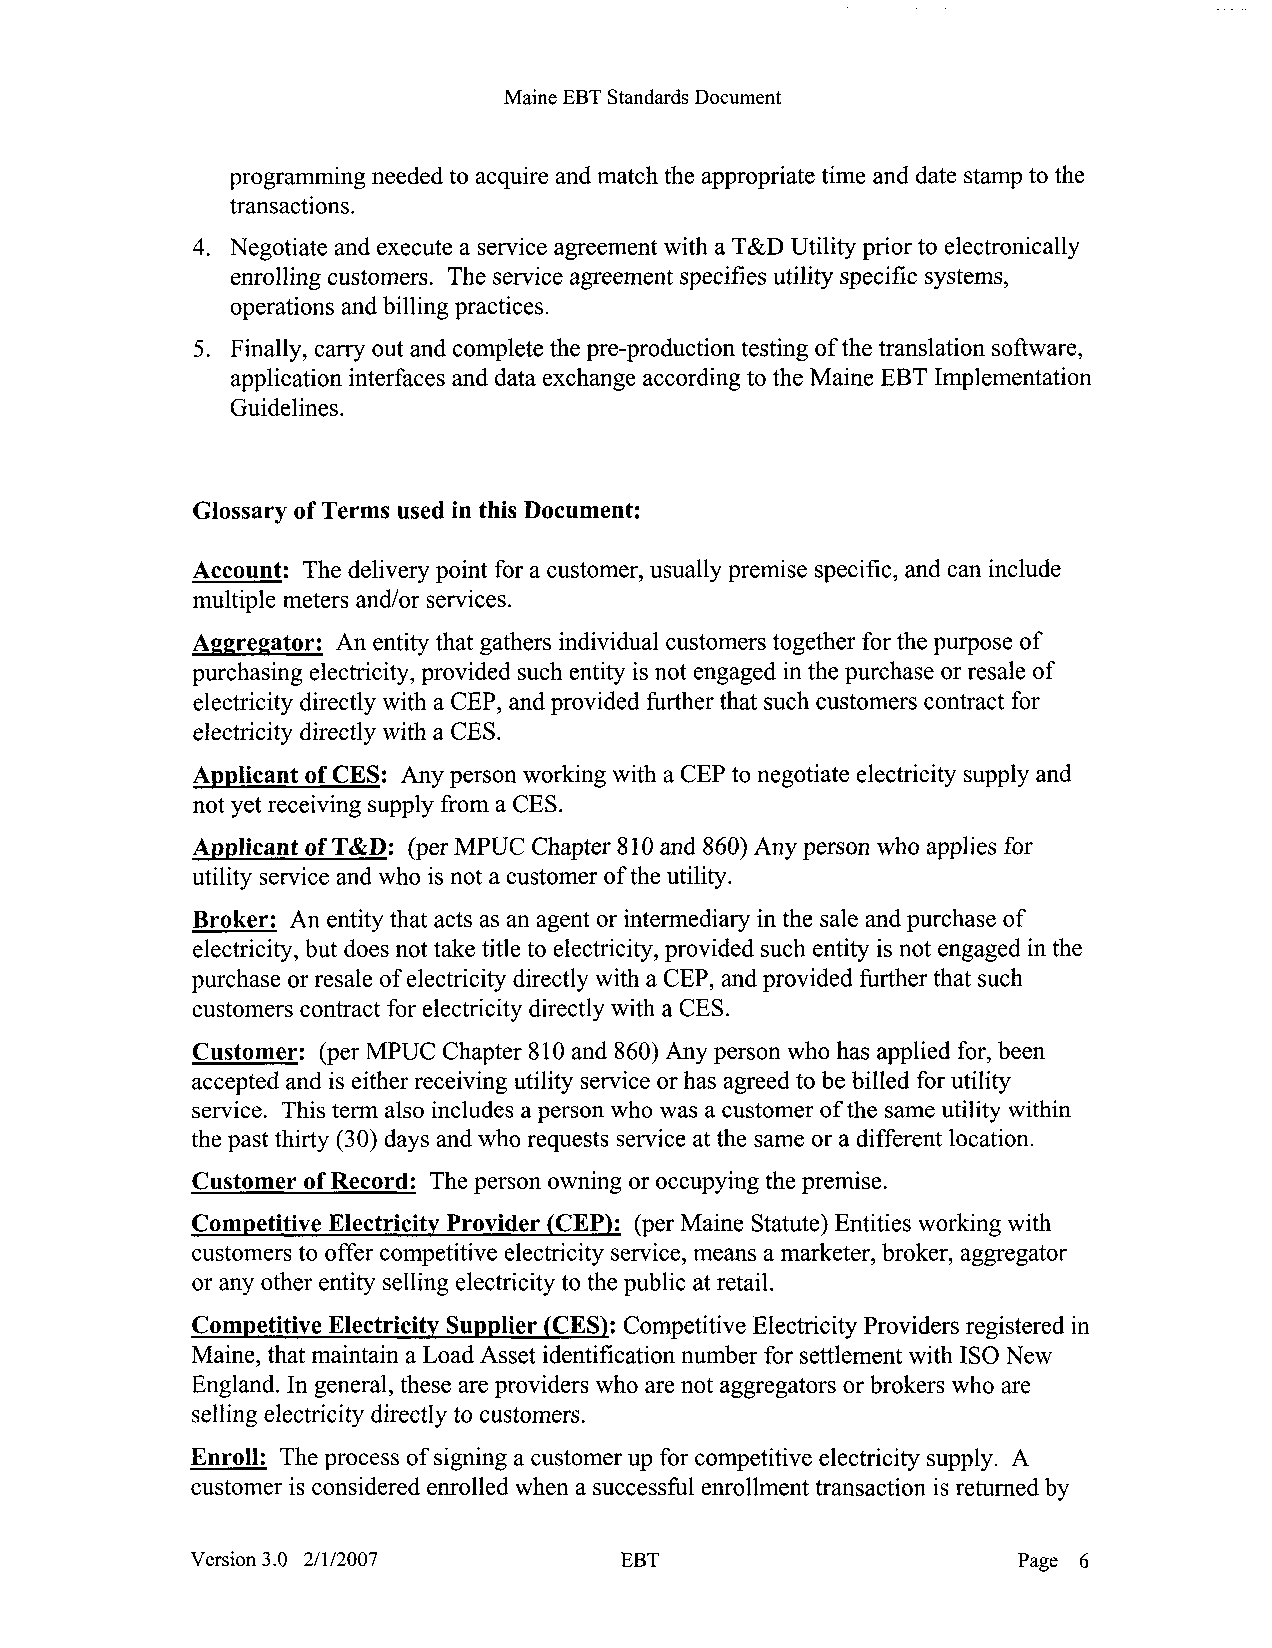 Maine EBT Standards Document
programming needed to acquire and match the appropriate time and date stamp to the
transactions.
4. Negotiate and execute a service agreement with a T&D Utility prior to electronically
enrolling customers. The service agreement specifies utility specific systems,
operations and billing practices.
5. Finally, carry out and complete the pre-production testing of the translation software,
application interfaces and data exchange according to the Maine EBT Implementation
Guidelines.
Glossary of Terms used in this Document:
Account: The delivery point for a customer, usually premise specific, and can include
multiple meters and/or services.
Aggregator: An entity that gathers individual customers together for the purpose of
purchasing electricity, provided such entity is not engaged in the purchase or resale of
electricity directly with a CEP, and provided further that such customers contract for
electricity directly with a CES.
Applicant of CES: Any person working with a CEP to negotiate electricity supply and
not yet receiving supply from a CES.
Applicant of T&D: (per MPUC Chapter 810 and 860) Any person who applies for
utility service and who is not a customer of the utility.
Broker: An entity that acts as an agent or intermediary in the sale and purchase of
electricity, but does not take title to electricity, provided such entity is not engaged in the
purchase or resale of electricity directly with a CEP, and provided further that such
customers contract for electricity directly with a CES.
Customer: (per MPUC Chapter 810 and 860) Any person who has applied for, been
accepted and is either receiving utility service or has agreed to be billed for utility
service. This term also includes a person who was a customer of the same utility within
the past thirty (30) days and who requests service at the same or a different location.
Customer of Record: The person owning or occupying the premise.
Competitive Electricity Provider (CEP): (per Maine Statute) Entities working with
customers to offer competitive electricity service, means a marketer, broker, aggregator
or any other entity selling electricity to the public at retail.
Competitive Electricity Supplier (CES): Competitive Electricity Providers registered in
Maine, that maintain a Load Asset identification number for settlement with ISO New
England. In general, these are providers who are not aggregators or brokers who are
selling electricity directly to customers.
Enroll: The process of signing a customer up for competitive electricity supply. A
customer is considered enrolled when a successful enrollment transaction is returned by
Version 3.0 2/1/2007 EBT Page 6